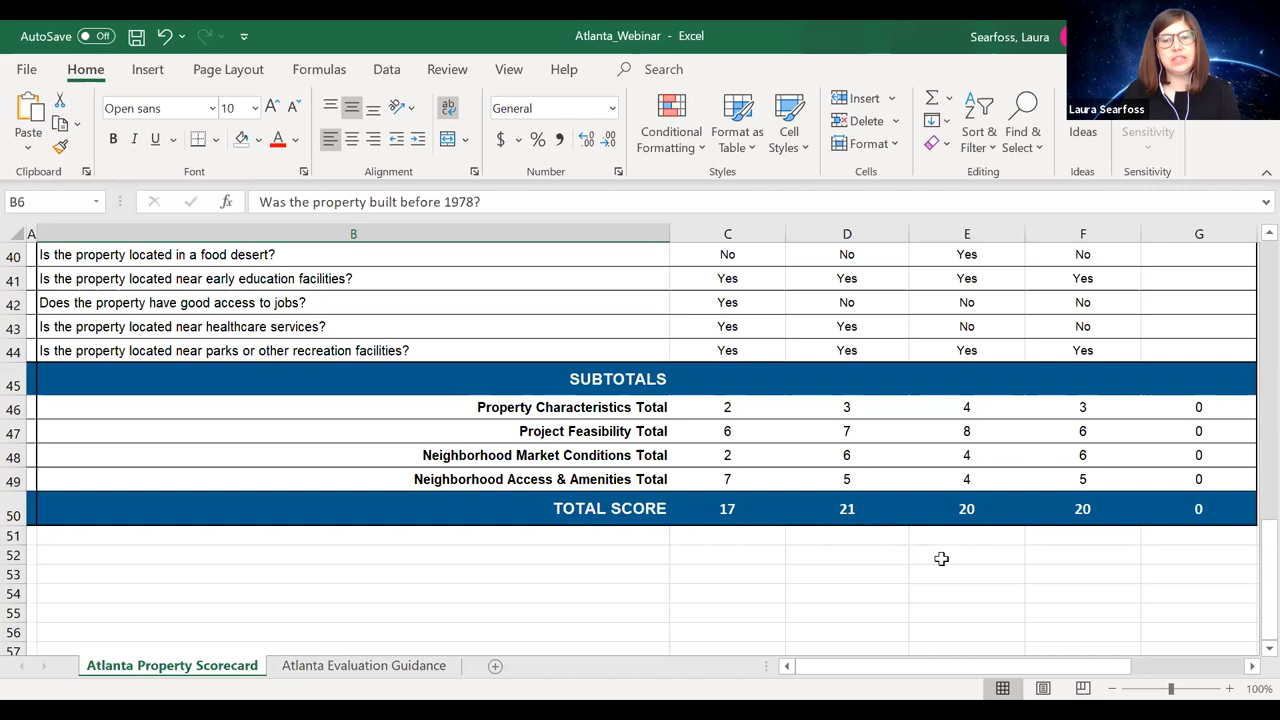 AutoSave Off Atlanta_Webinar - Excel Searfoss, Laura
File Home Insert Page Layout Formulas Data Review View Help Search
Laura Searfoss
Open sans 10 General
Paste
Conditional Formatting
Format as Table
Cell Styles
Insert
Delete
Format
Sort & Filter
Find & Select
Ideas
Sensitivity
Clipboard Font Alignment Number Styles Cells Editing Ideas Sensitivity
B6 fx Was the property built before 1978?
A B C D E F G
40 Is the property located in a food desert? No No Yes No
41 Is the property located near early education facilities? Yes Yes Yes Yes
42 Does the property have good access to jobs? Yes No No No
43 Is the property located near healthcare services? Yes Yes No No
44 Is the property located near parks or other recreation facilities? Yes Yes Yes Yes
45 SUBTOTALS
46 Property Characteristics Total 2 3 4 3 0
47 Project Feasibility Total 6 7 8 6 0
48 Neighborhood Market Conditions Total 2 6 4 6 0
49 Neighborhood Access & Amenities Total 7 5 4 5 0
50 TOTAL SCORE 17 21 20 20 0
51
52
53
54
55
56
57
Atlanta Property Scorecard Atlanta Evaluation Guidance
100%